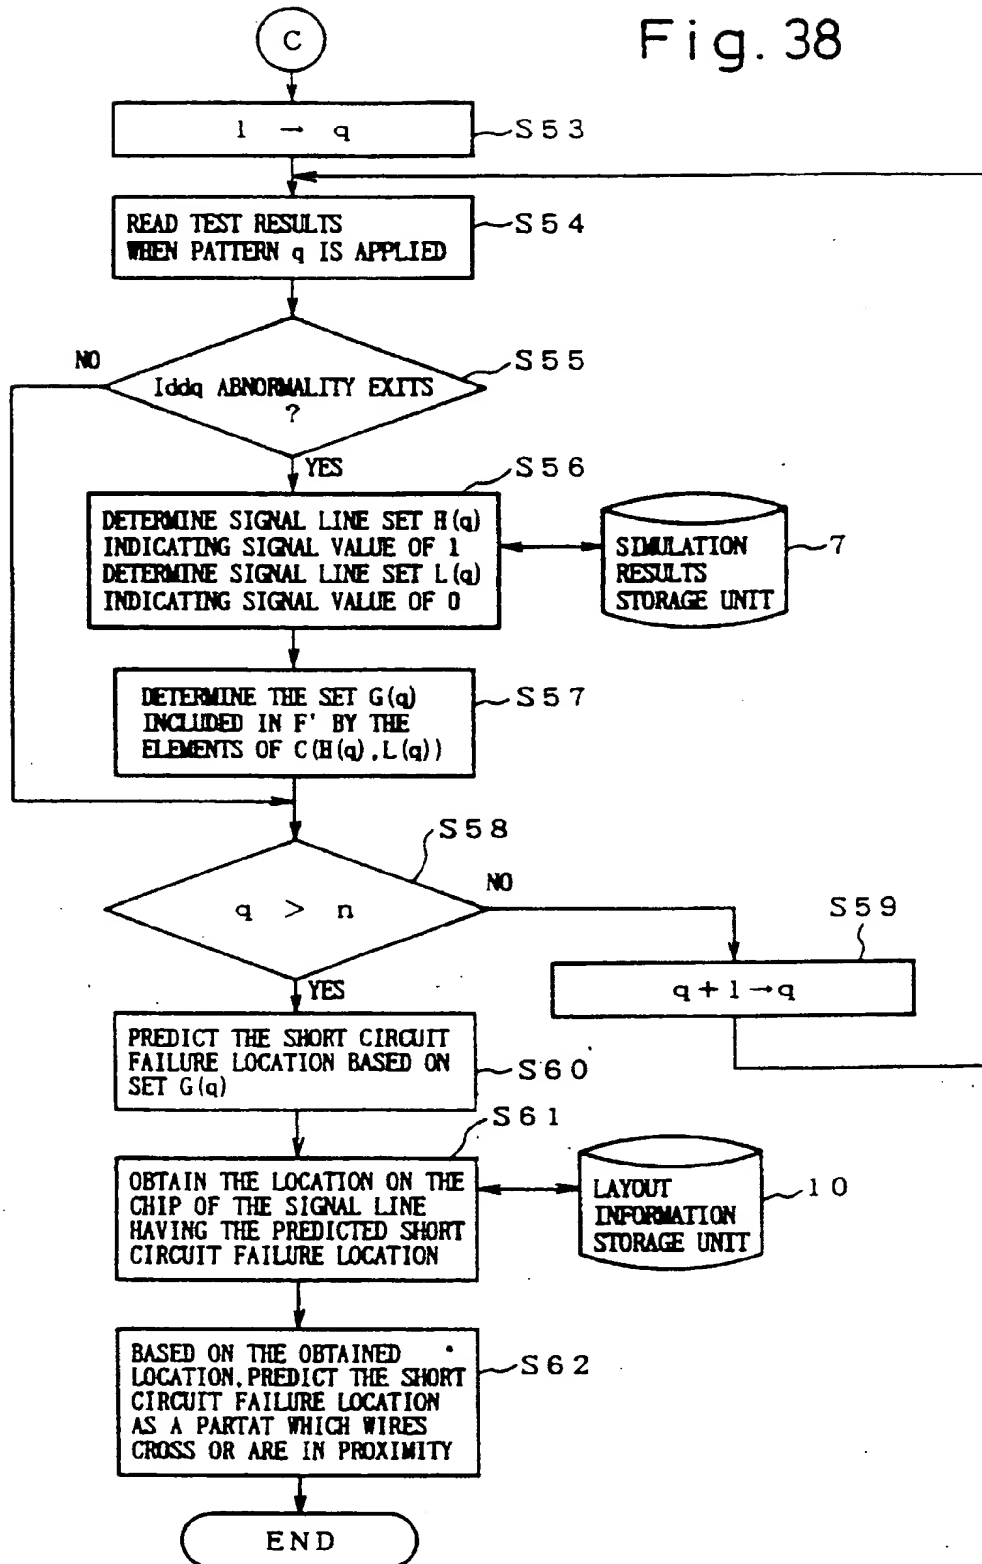 Fig. 38
C
1 → q
S53
READ TEST RESULTS
WHEN PATTERN q IS APPLIED
S54
NO
Iddq ABNORMALITY EXITS
?
S55
YES
S56
DETERMINE SIGNAL LINE SET H(q)
INDICATING SIGNAL VALUE OF 1
DETERMINE SIGNAL LINE SET L(q)
INDICATING SIGNAL VALUE OF 0
SIMULATION
RESULTS
STORAGE UNIT
7
DETERMINE THE SET G(q)
INCLUDED IN F' BY THE
ELEMENTS OF C(H(q),L(q))
S57
S58
q > n
NO
S59
q+1→q
YES
PREDICT THE SHORT CIRCUIT
FAILURE LOCATION BASED ON
SET G(q)
S60
S61
OBTAIN THE LOCATION ON THE
CHIP OF THE SIGNAL LINE
HAVING THE PREDICTED SHORT
CIRCUIT FAILURE LOCATION
LAYOUT
INFORMATION
STORAGE UNIT
10
BASED ON THE OBTAINED
LOCATION,PREDICT THE SHORT
CIRCUIT FAILURE LOCATION
AS A PARTAT WHICH WIRES
CROSS OR ARE IN PROXIMITY
S62
END